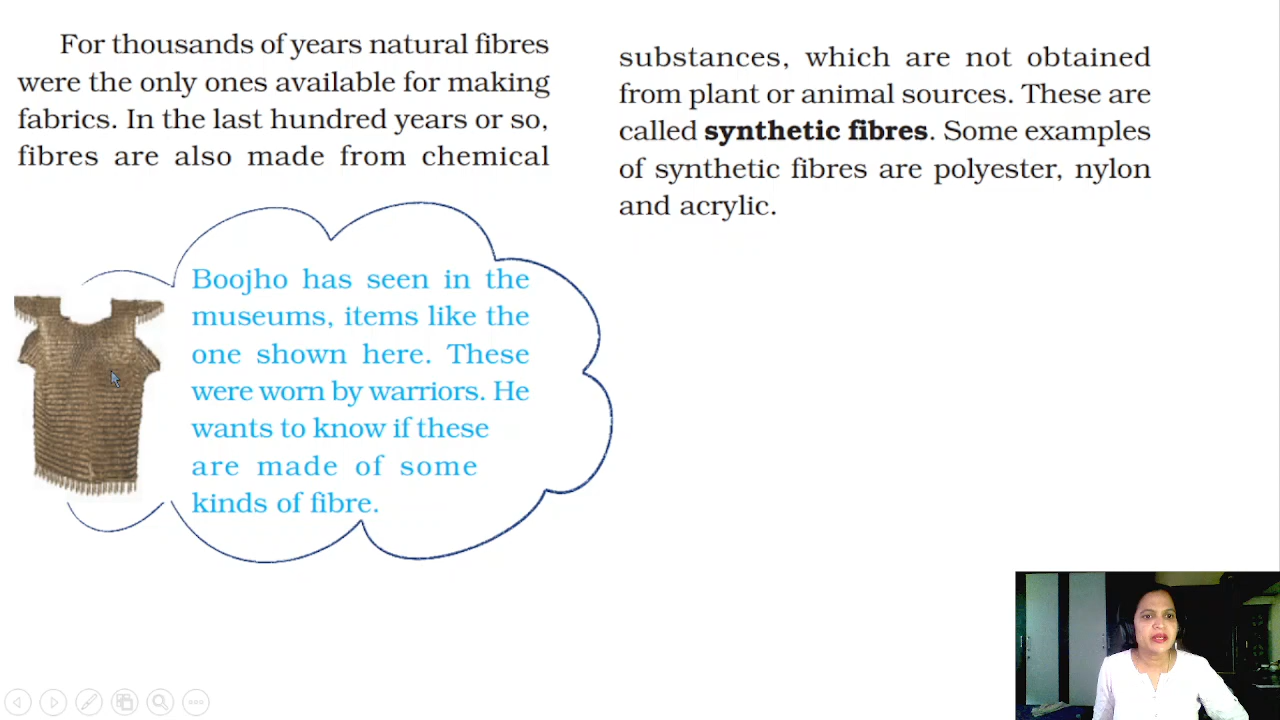 For thousands of years natural fibres
were the only ones available for making
fabrics. In the last hundred years or so,
fibres are also made from chemical
substances, which are not obtained
from plant or animal sources. These are
called synthetic fibres. Some examples
of synthetic fibres are polyester, nylon
and acrylic.
Boojho has seen in the
museums, items like the
one shown here. These
were worn by warriors. He
wants to know if these
are made of some
kinds of fibre.